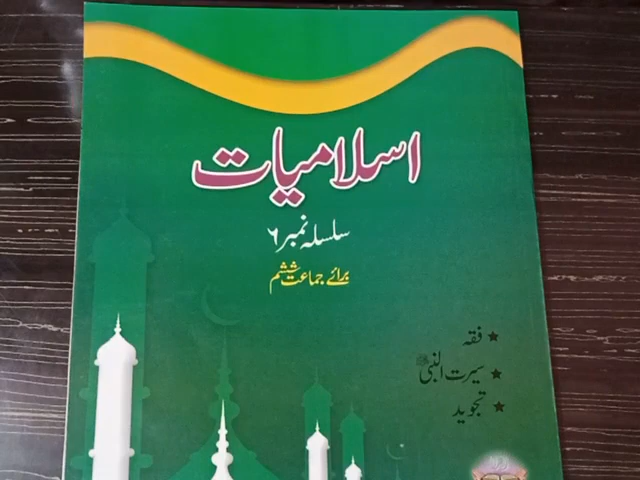 اسلامیات
سلسلہ نمبر ۶
برائے جماعت ششم
★ فقہ
★ سیرت النبی ﷺ
★ تجوید